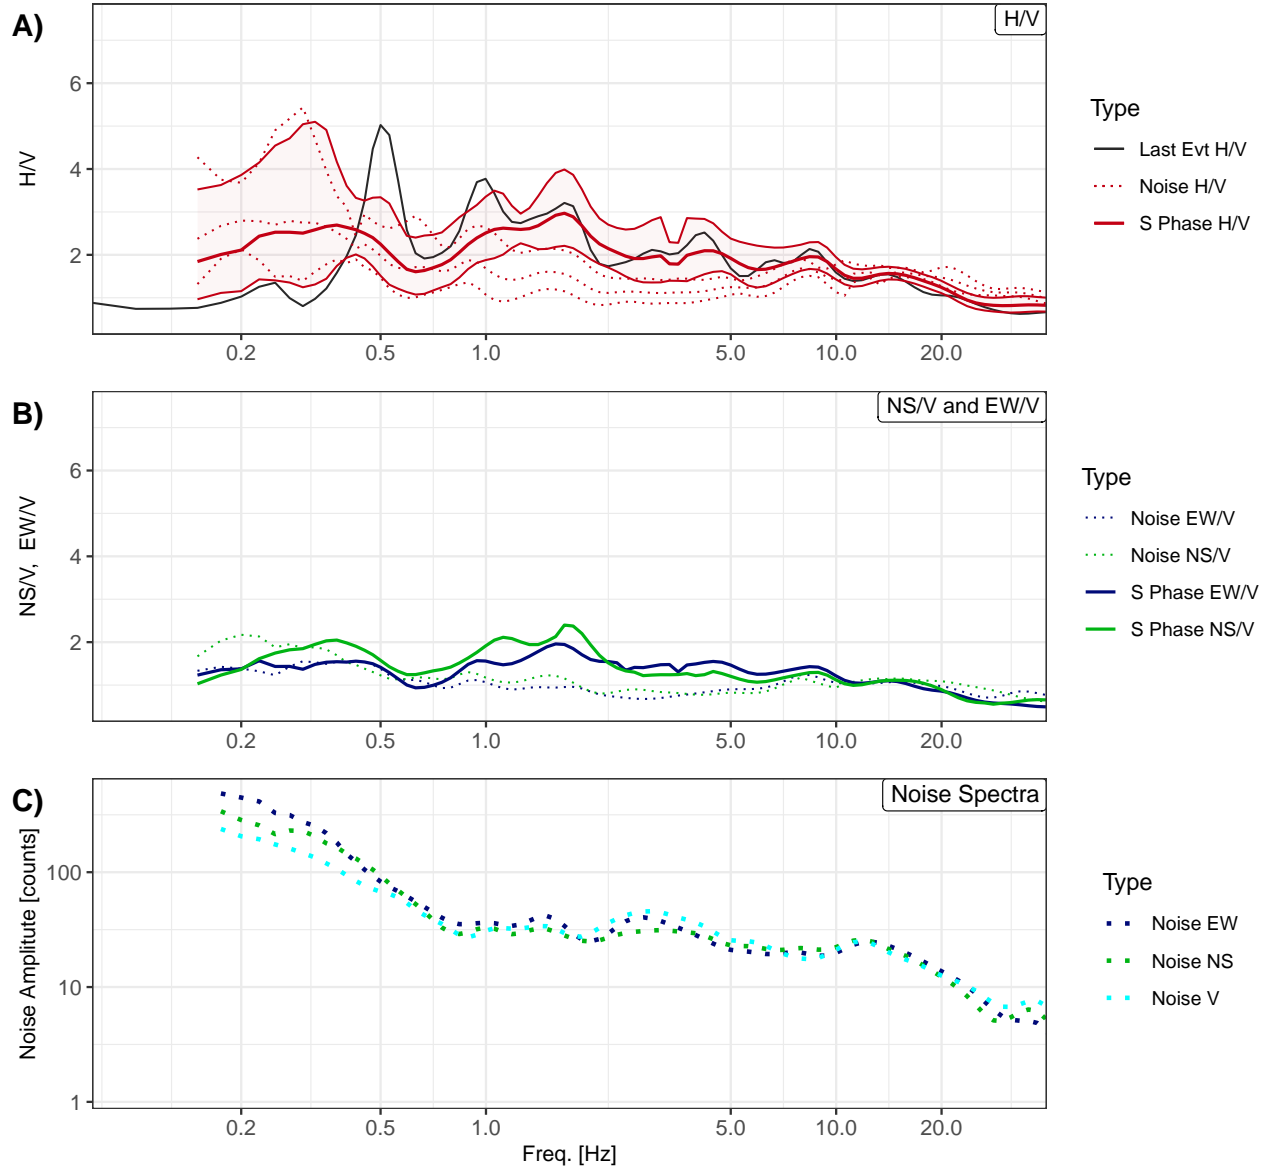 A)
H/V
6
4
2
H/V
0.2 0.5 1.0 5.0 10.0 20.0
Type
Last Evt H/V
Noise H/V
S Phase H/V
B)
NS/V and EW/V
6
4
2
NS/V, EW/V
0.2 0.5 1.0 5.0 10.0 20.0
Type
Noise EW/V
Noise NS/V
S Phase EW/V
S Phase NS/V
C)
Noise Spectra
100
10
1
Noise Amplitude [counts]
0.2 0.5 1.0 5.0 10.0 20.0
Freq. [Hz]
Type
Noise EW
Noise NS
Noise V